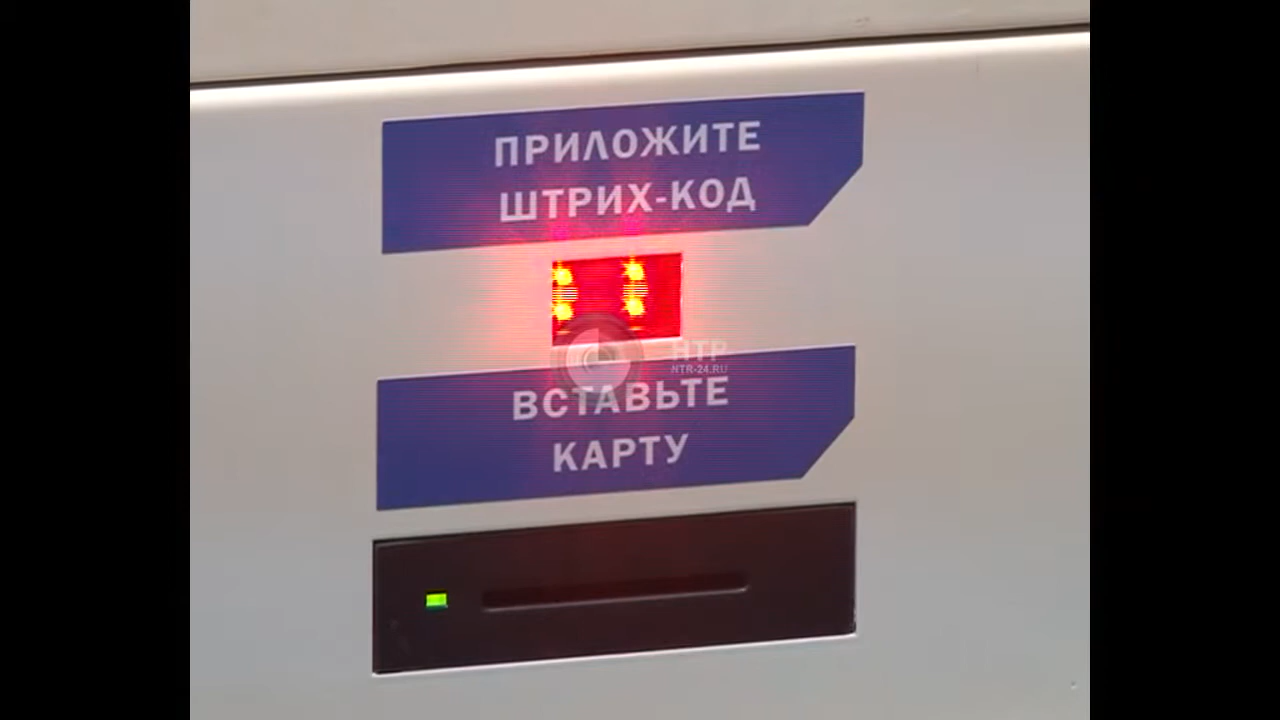 ПРИЛОЖИТЕ
ШТРИХ-КОД
НТР
NTR-24.RU
ВСТАВЬТЕ
КАРТУ